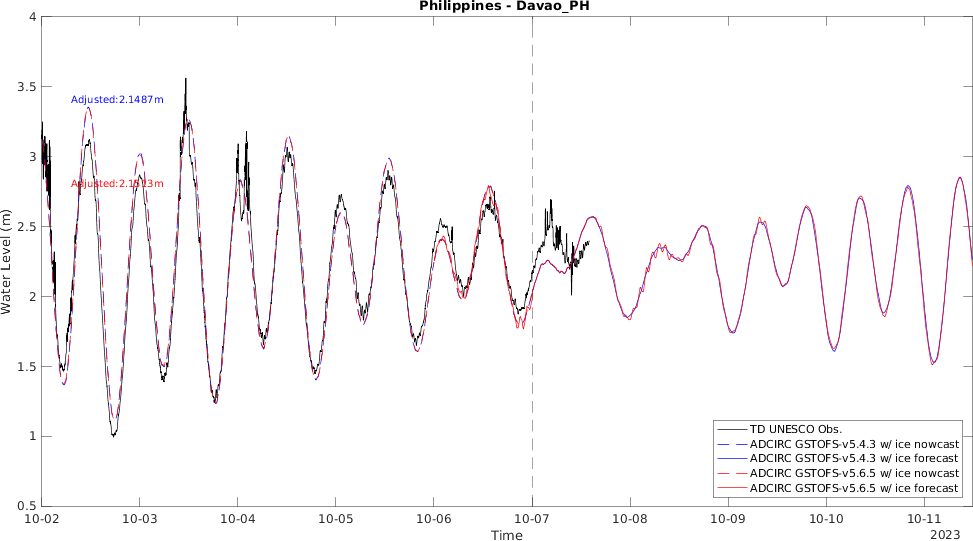 Philippines - Davao_PH
4
3.5
3
2.5
2
1.5
1
0.5
Water Level (m)
Adjusted:2.1487m
Adjusted:2.1523m
10-02 10-03 10-04 10-05 10-06 10-07 10-08 10-09 10-10 10-11
Time
2023
TD UNESCO Obs.
ADCIRC GSTOFS-v5.4.3 w/ ice nowcast
ADCIRC GSTOFS-v5.4.3 w/ ice forecast
ADCIRC GSTOFS-v5.6.5 w/ ice nowcast
ADCIRC GSTOFS-v5.6.5 w/ ice forecast